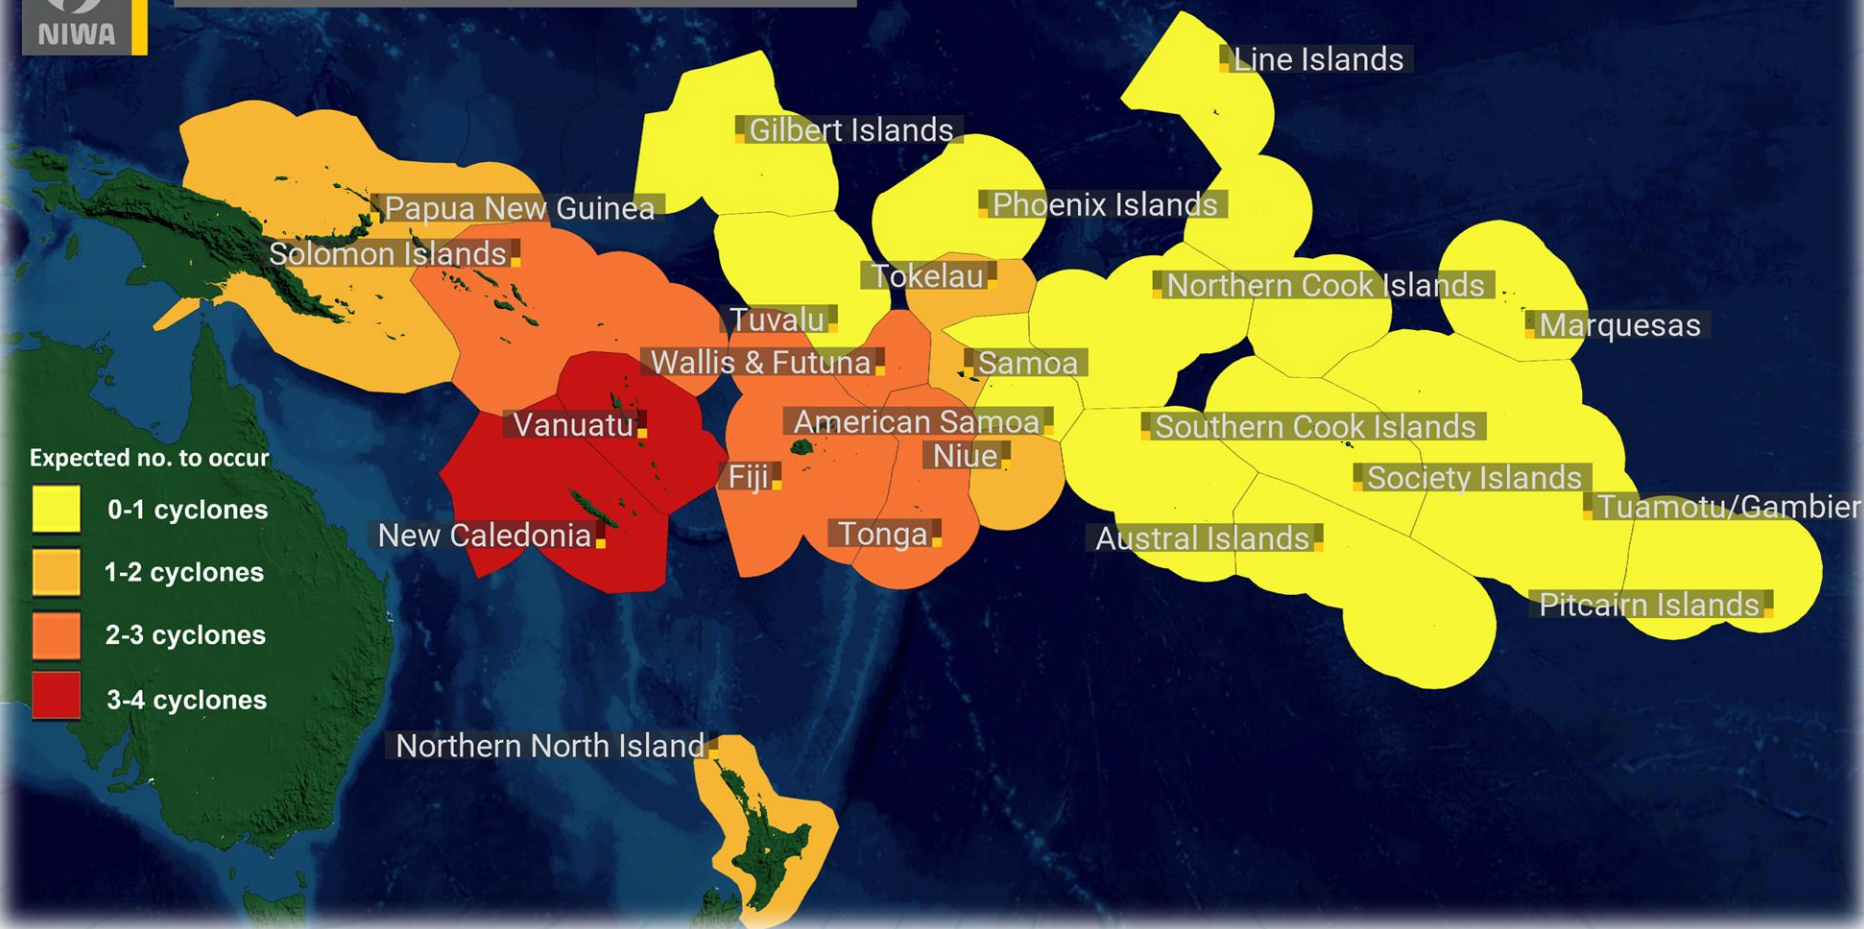 NIWA
Line Islands
Gilbert Islands
Papua New Guinea
Phoenix Islands
Solomon Islands
Tokelau
Northern Cook Islands
Tuvalu
Marquesas
Wallis & Futuna
Samoa
Vanuatu
American Samoa
Southern Cook Islands
Niue
Fiji
Society Islands
Tuamotu/Gambier
New Caledonia
Tonga
Austral Islands
Pitcairn Islands
Northern North Island
Expected no. to occur
0-1 cyclones
1-2 cyclones
2-3 cyclones
3-4 cyclones